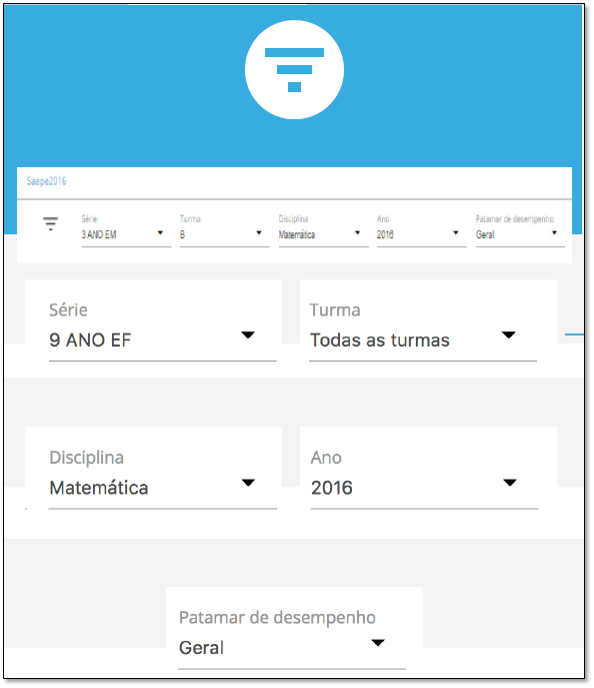 Saepe2016
Série Turma Disciplina Ano Patamar de desempenho
3 ANO EM B Matemática 2016 Geral
Série Turma
9 ANO EF Todas as turmas
Disciplina Ano
Matemática 2016
Patamar de desempenho
Geral